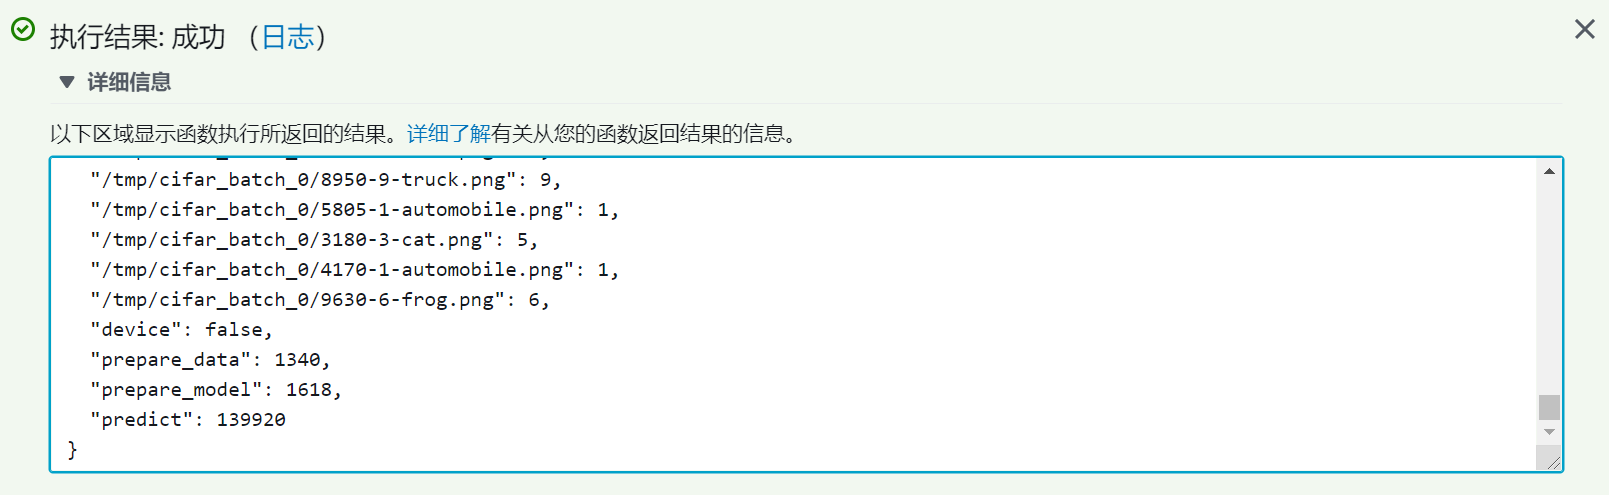 执行结果: 成功 （日志）
详细信息
以下区域显示函数执行所返回的结果。详细了解有关从您的函数返回结果的信息。
"/tmp/cifar_batch_0/8950-9-truck.png": 9,
"/tmp/cifar_batch_0/5805-1-automobile.png": 1,
"/tmp/cifar_batch_0/3180-3-cat.png": 5,
"/tmp/cifar_batch_0/4170-1-automobile.png": 1,
"/tmp/cifar_batch_0/9630-6-frog.png": 6,
"device": false,
"prepare_data": 1340,
"prepare_model": 1618,
"predict": 139920
}